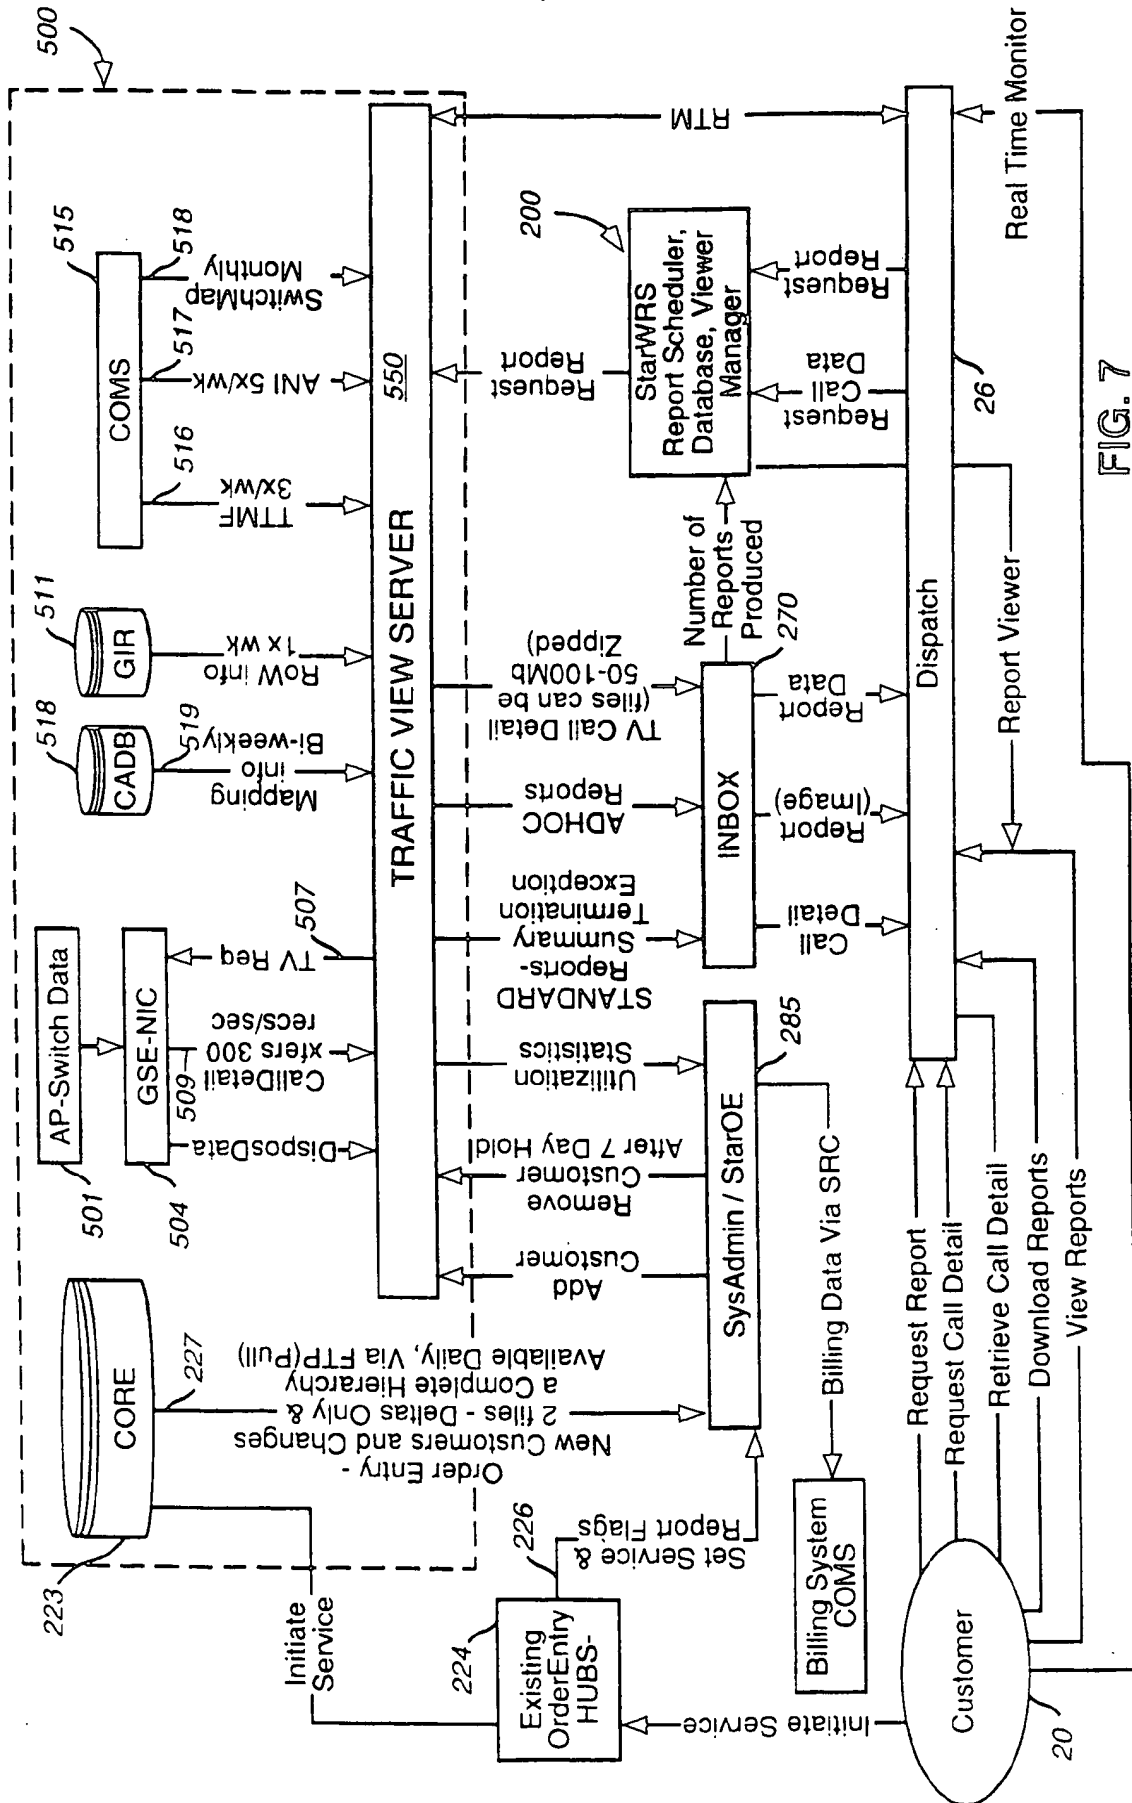 500
223
CORE
227
Order Entry -
New Customers and Changes
2 files - Deltas Only &
a Complete Hierarchy
Available Daily, Via FTP(Pull)
501
AP-Switch Data
504
GSE-NIC
DisposData
509
CallDetail
xfers 300
recs/sec
TV Req
507
518
CADB
519
Mapping
info
Bi-weekly
511
GIR
RoW info
1x wk
515
COMS
516
TTMF
3x/wk
517
ANI 5x/wk
518
SwitchMap
Monthly
TRAFFIC VIEW SERVER
550
Initiate
Service
224
Existing
OrderEntry
HUBS-
226
Set Service &
Report Flags
Add
Customer
Remove
Customer
After 7 Day Hold
Utilization
Statistics
STANDARD
Reports-
Summary
Termination
Exception
ADHOC
Reports
TV Call Detail
(files can be
50-100Mb
Zipped)
Request
Report
RTM
SysAdmin / StarOE
285
Billing Data Via SRC
Billing System
COMS
INBOX
270
Number of
Reports
Produced
200
StarWRS
Report Scheduler,
Database, Viewer
Manager
Call
Detail
Report
(Image)
Report
Data
Request
Call
Data
Request
Report
Dispatch
26
Initiate Service
Customer
20
Request Report
Request Call Detail
Retrieve Call Detail
Download Reports
View Reports
Report Viewer
Real Time Monitor
FIG. 7